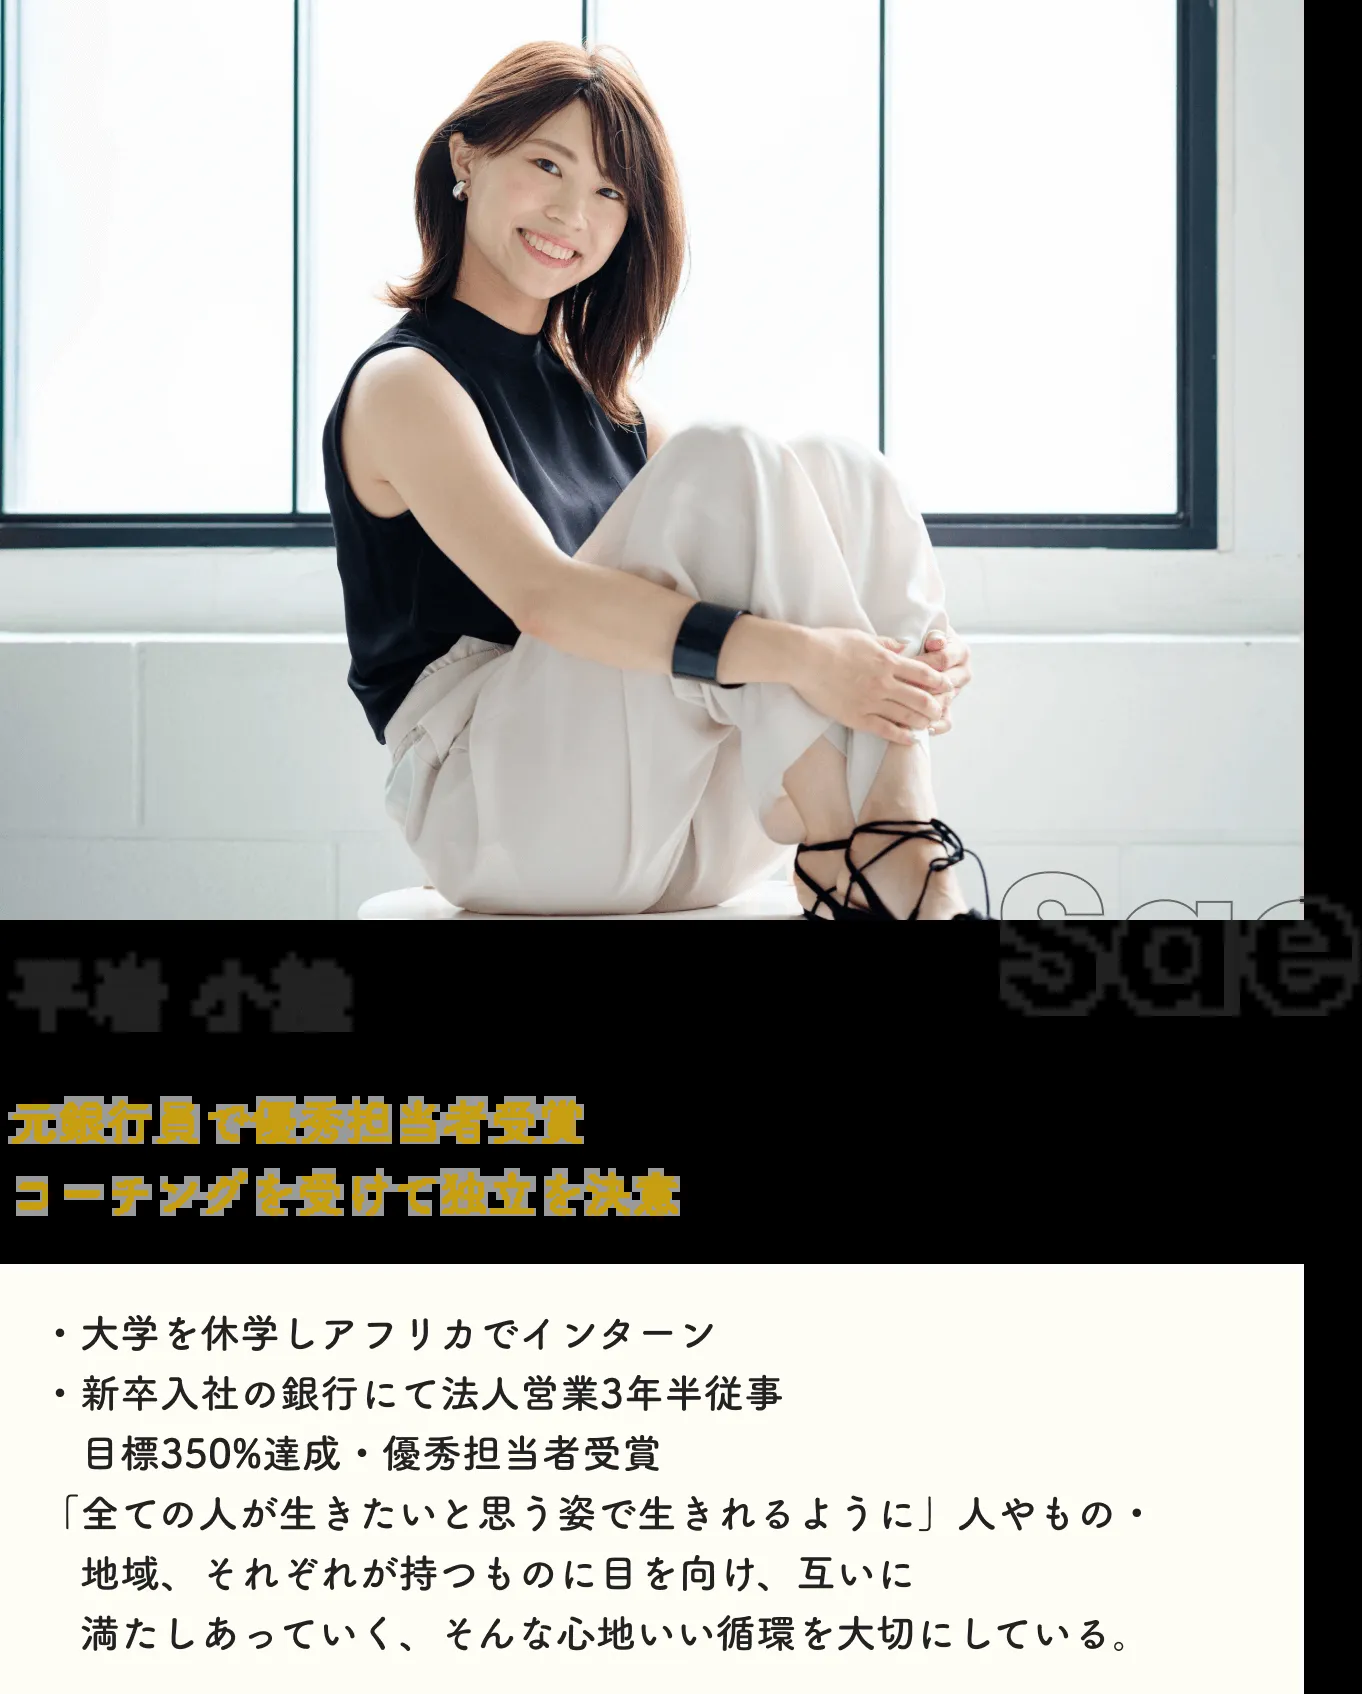 Sae
元銀行員で優秀担当者受賞
コーチングを受けて独立を決意
・大学を休学しアフリカでインターン
・新卒入社の銀行にて法人営業3年半従事
目標350%達成・優秀担当者受賞
「全ての人が生きたいと思う姿で生きれるように」人やもの・
地域、それぞれが持つものに目を向け、互いに
満たしあっていく、そんな心地いい循環を大切にしている。